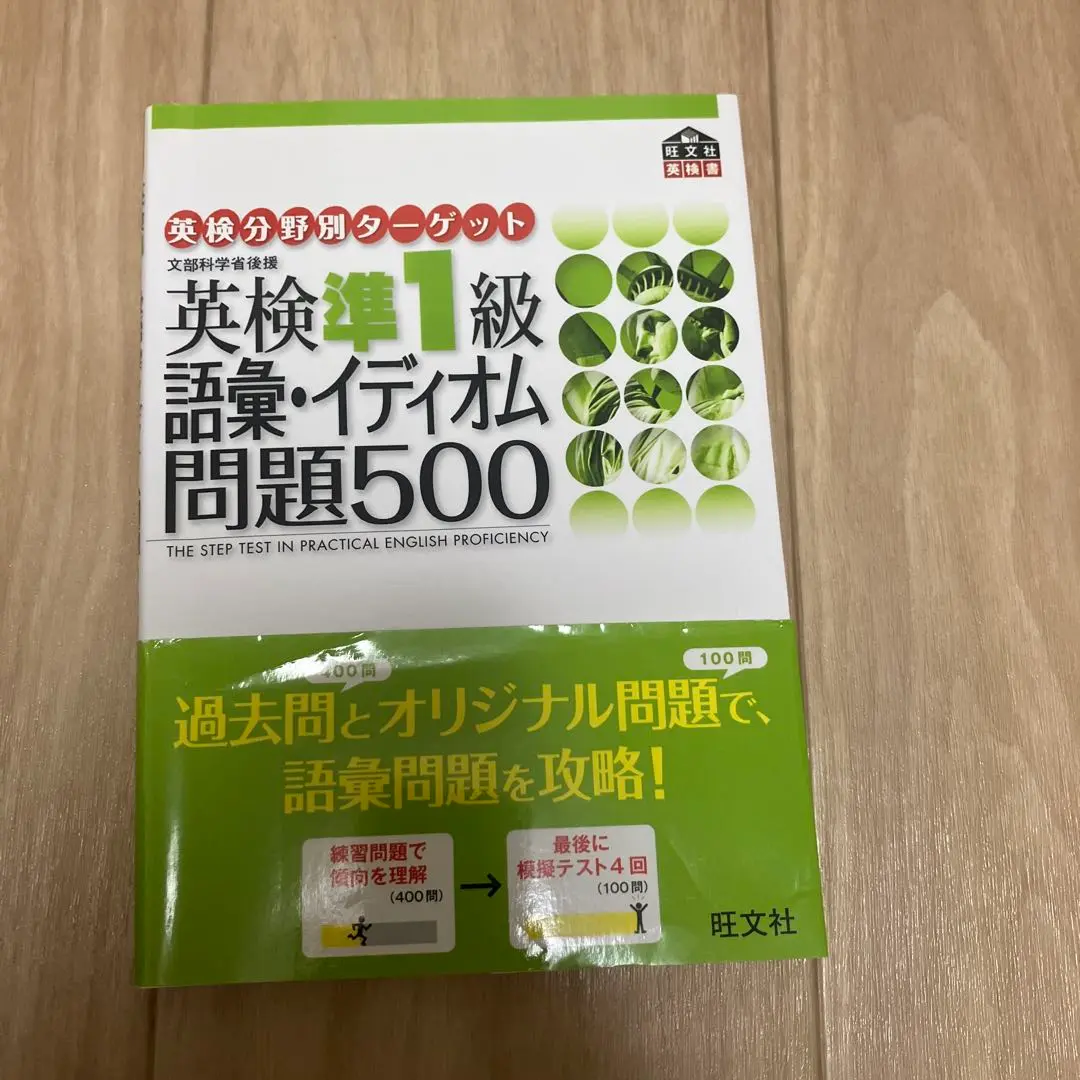 旺文社
英検書
英検分野別ターゲット
文部科学省後援
英検準1級
語彙・イディオム
問題500
THE STEP TEST IN PRACTICAL ENGLISH PROFICIENCY
400問
100問
過去問とオリジナル問題で、
語彙問題を攻略!
練習問題で
傾向を理解
(400問)
最後に
模擬テスト4回
(100問)
旺文社